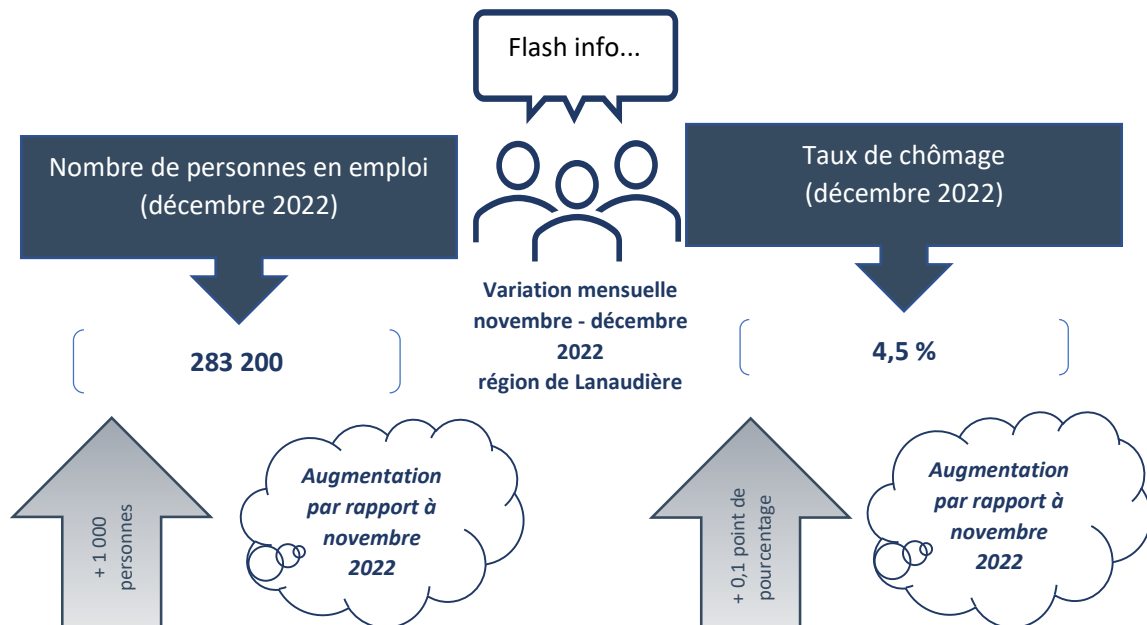 Flash info...
Nombre de personnes en emploi
(décembre 2022)
Taux de chômage
(décembre 2022)
Variation mensuelle
novembre - décembre
2022
région de Lanaudière
283 200
4,5 %
+ 1 000
personnes
Augmentation
par rapport à
novembre
2022
+ 0,1 point de
pourcentage
Augmentation
par rapport à
novembre
2022